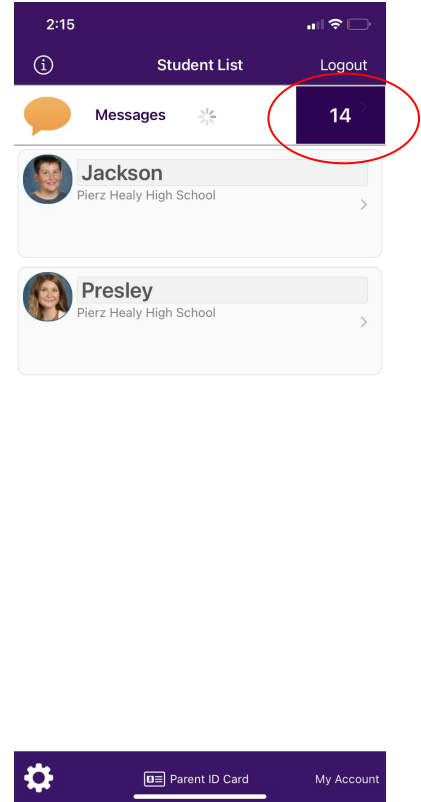 2:15
Student List Logout
Messages 14
Jackson
Pierz Healy High School
Presley
Pierz Healy High School
Parent ID Card My Account